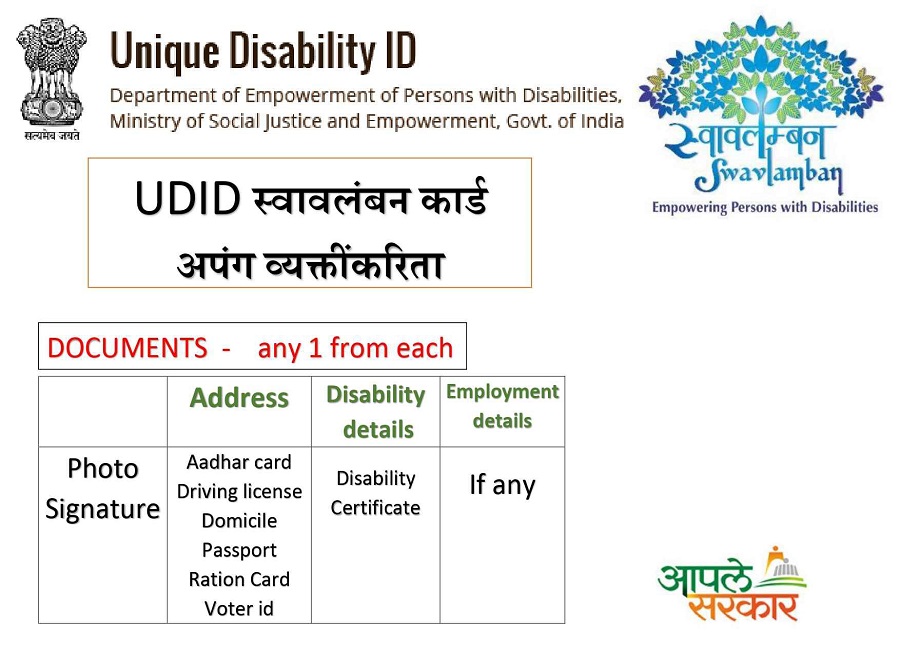 Unique Disability ID
Department of Empowerment of Persons with Disabilities,
Ministry of Social Justice and Empowerment, Govt. of India
सत्यमेव जयते
स्वावलम्बन
Swavlamban
Empowering Persons with Disabilities
UDID स्वावलंबन कार्ड
अपंग व्यक्तींकरिता
DOCUMENTS - any 1 from each
Address
Disability details
Employment details
Photo
Signature
Aadhar card
Driving license
Domicile
Passport
Ration Card
Voter id
Disability
Certificate
If any
आपले
सरकार